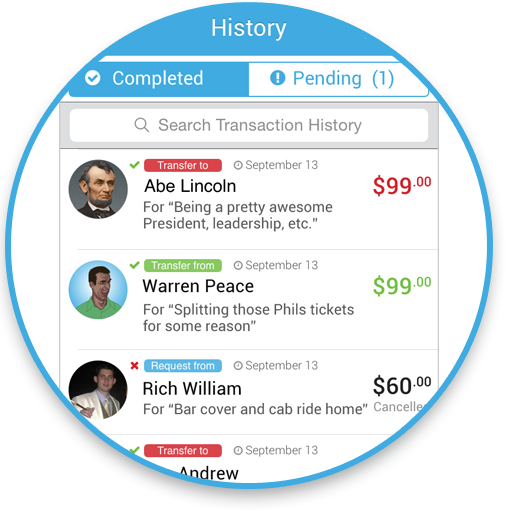 History
Completed
Pending (1)
Search Transaction History
Transfer to September 13
Abe Lincoln $99.00
For “Being a pretty awesome
President, leadership, etc.”
Transfer from September 13
Warren Peace $99.00
For “Splitting those Phils tickets
for some reason”
Request from September 13
Rich William $60.00
For “Bar cover and cab ride home” Cancelle
Transfer to September 13
Andrew